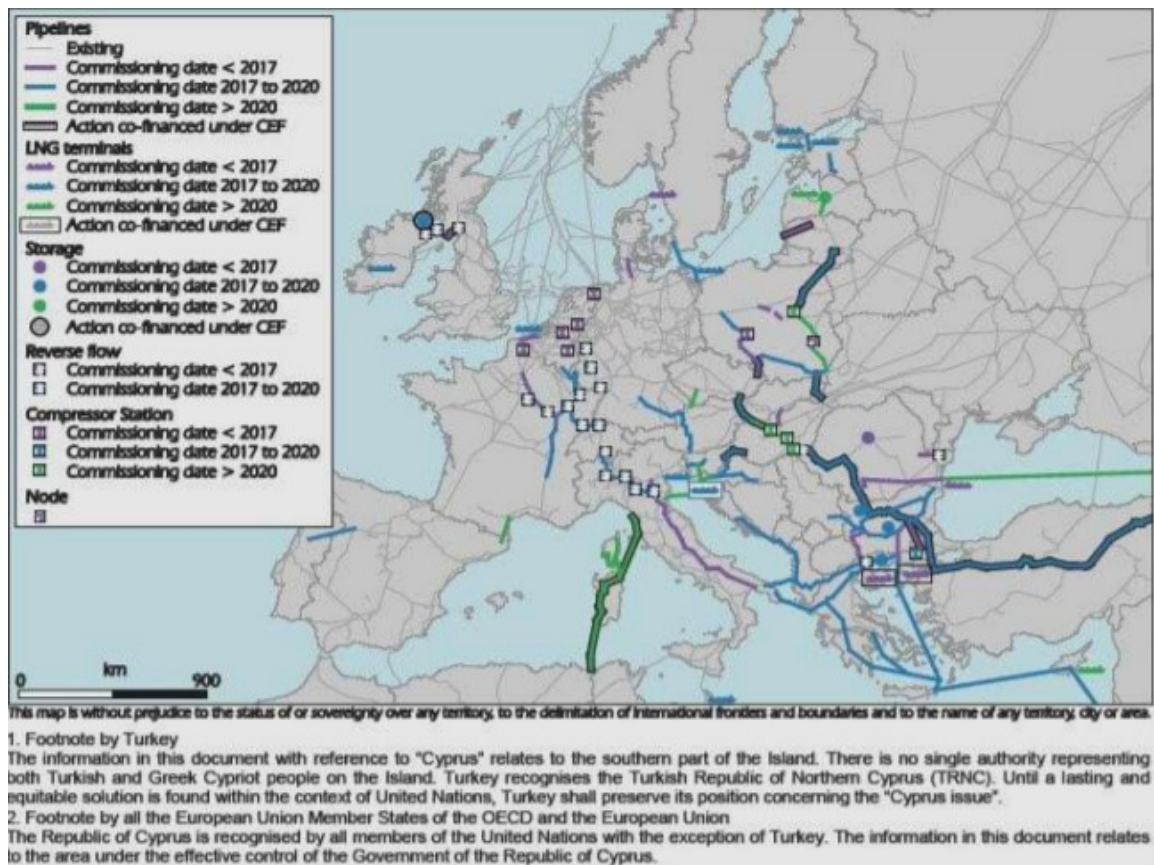 Pipelines
Existing
Commissioning date < 2017
Commissioning date 2017 to 2020
Commissioning date > 2020
Action co-financed under CEF
LNG terminals
Commissioning date < 2017
Commissioning date 2017 to 2020
Commissioning date > 2020
Action co-financed under CEF
Storage
Commissioning date < 2017
Commissioning date 2017 to 2020
Commissioning date > 2020
Action co-financed under CEF
Reverse flow
Commissioning date < 2017
Commissioning date 2017 to 2020
Compressor Station
Commissioning date < 2017
Commissioning date 2017 to 2020
Commissioning date > 2020
Node
km
0 900
This map is without prejudice to the status of or sovereignty over any territory, to the delimitation of international frontiers and boundaries and to the name of any territory, city or area.
1. Footnote by Turkey
The information in this document with reference to "Cyprus" relates to the southern part of the Island. There is no single authority representing
both Turkish and Greek Cypriot people on the Island. Turkey recognises the Turkish Republic of Northern Cyprus (TRNC). Until a lasting and
equitable solution is found within the context of United Nations, Turkey shall preserve its position concerning the "Cyprus issue".
2. Footnote by all the European Union Member States of the OECD and the European Union
The Republic of Cyprus is recognised by all members of the United Nations with the exception of Turkey. The information in this document relates
to the area under the effective control of the Government of the Republic of Cyprus.